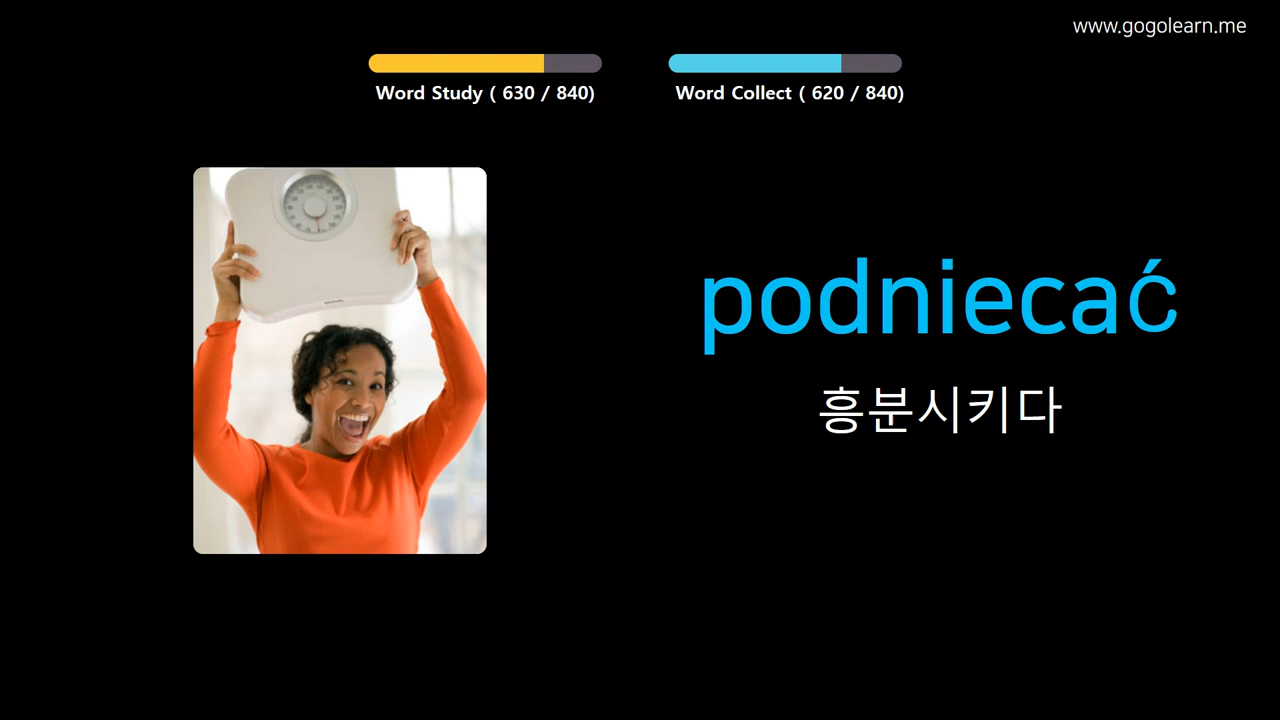 www.gogolearn.me
Word Study ( 630 / 840)
Word Collect ( 620 / 840)
podniecać
흥분시키다